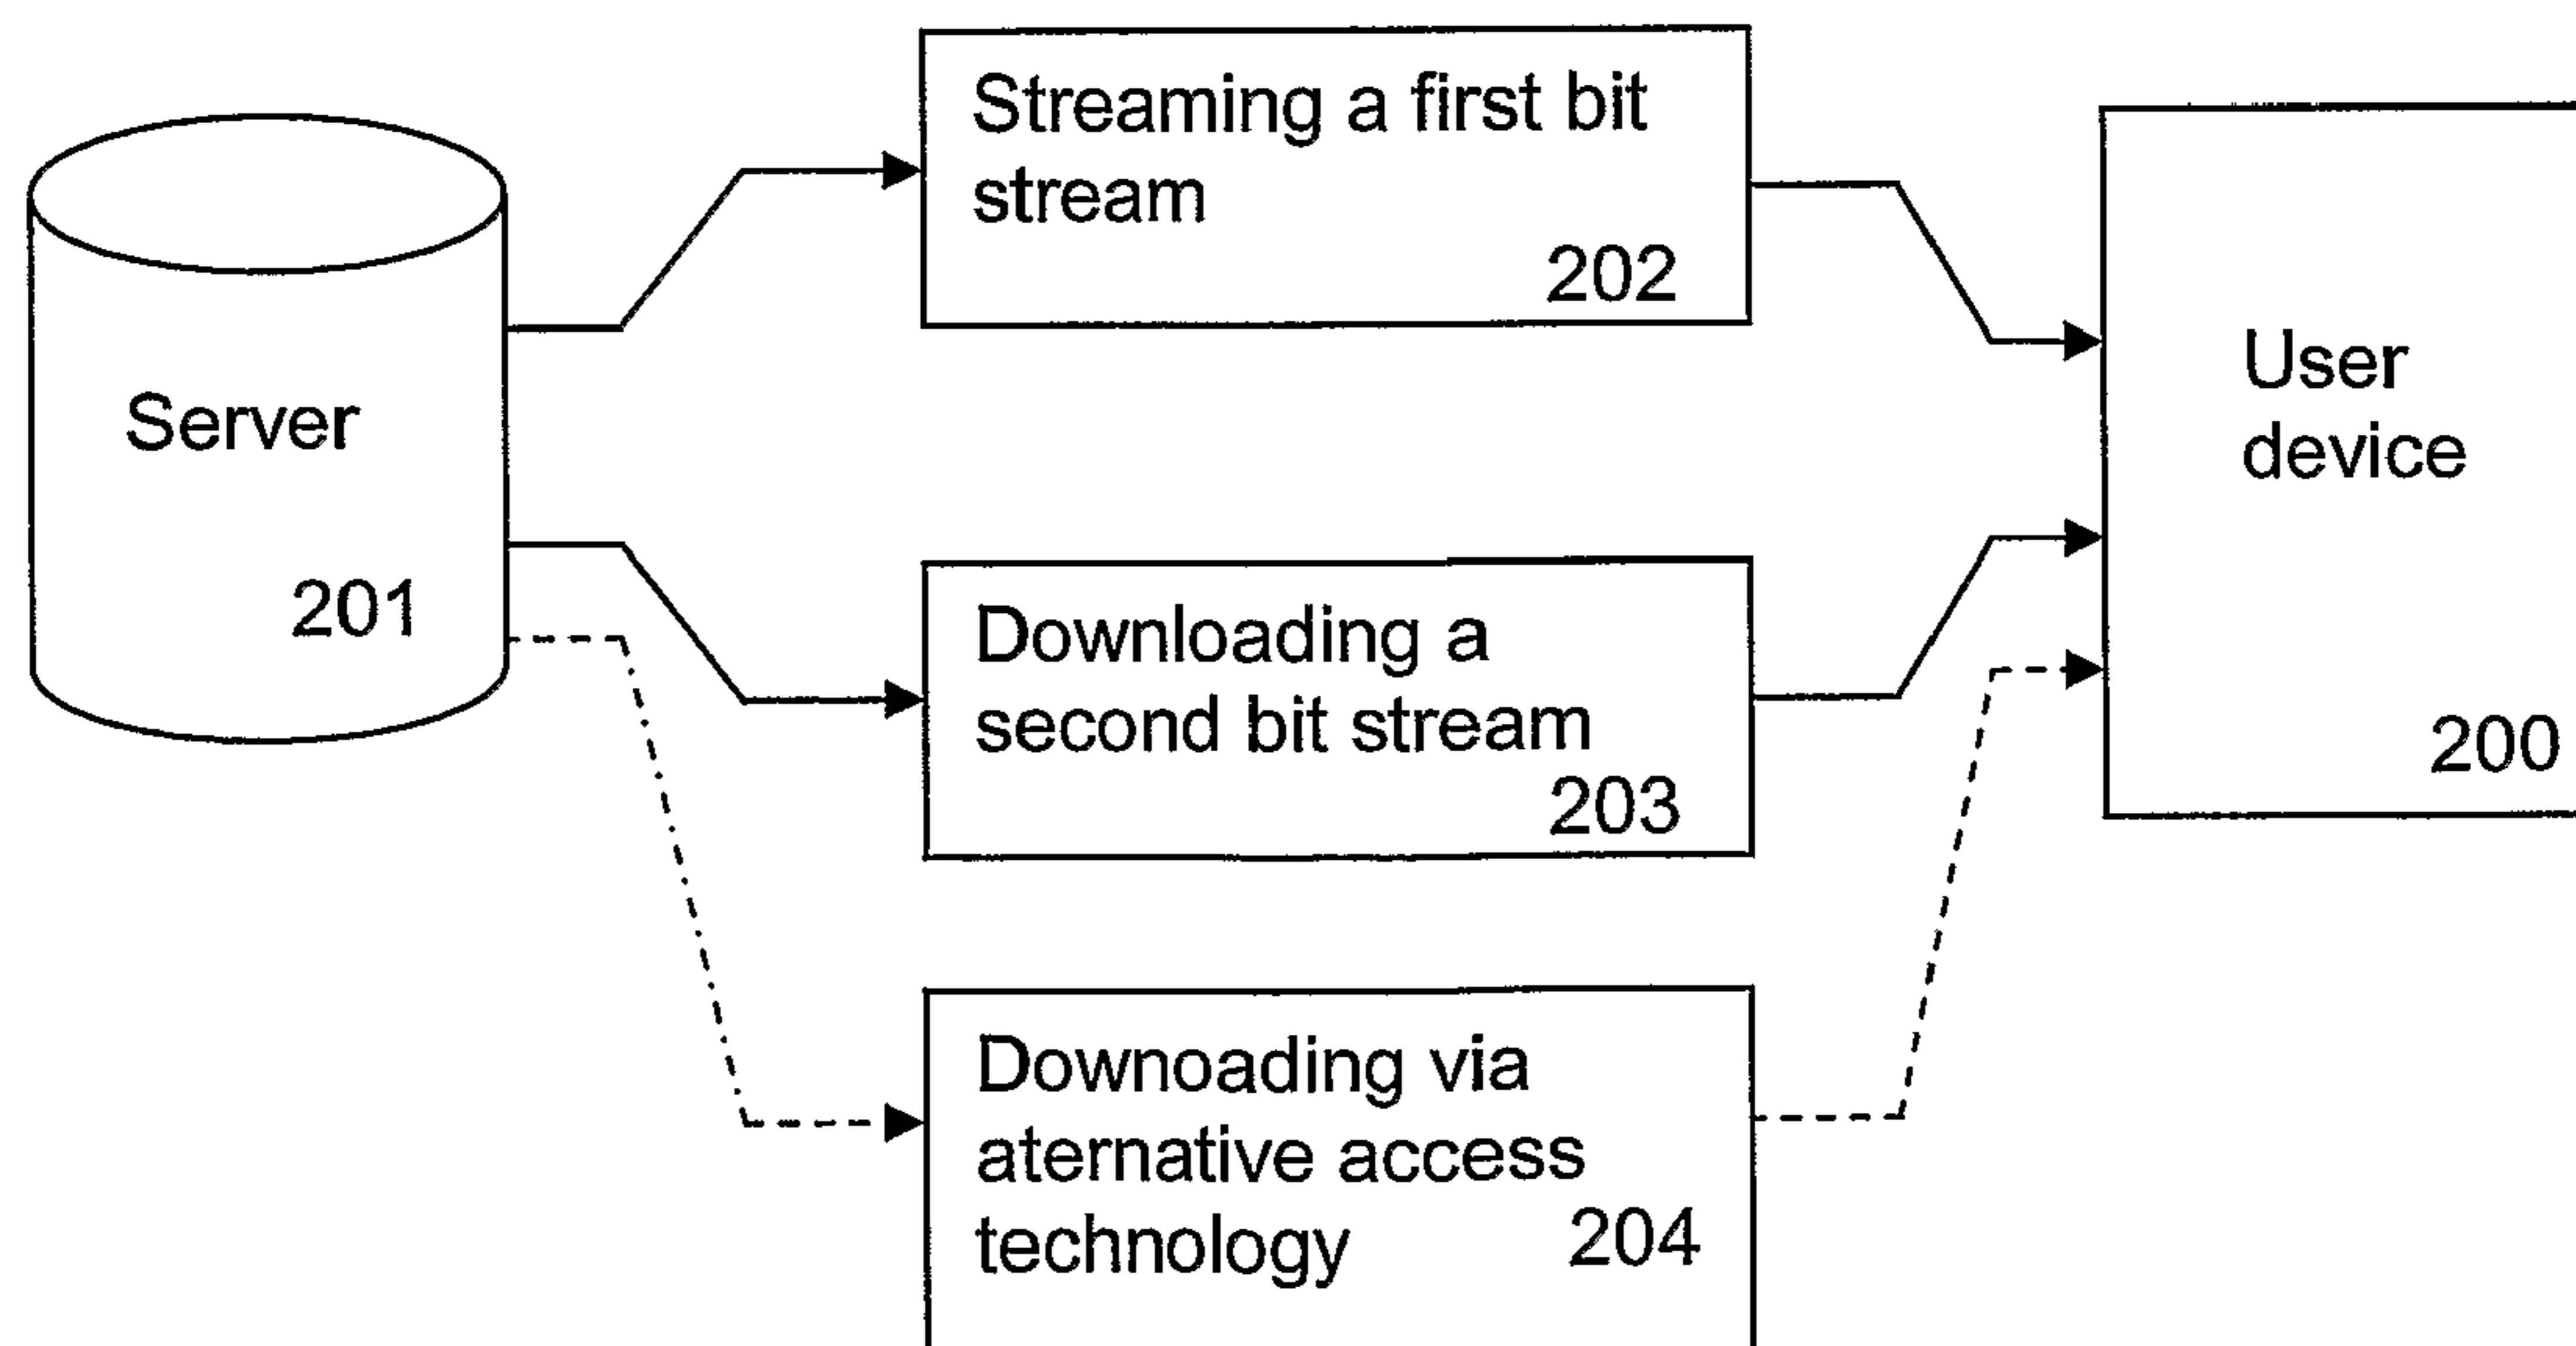 Server
201
Streaming a first bit
stream
202
Downloading a
second bit stream
203
Downoading via
aternative access
technology 204
User
device
200